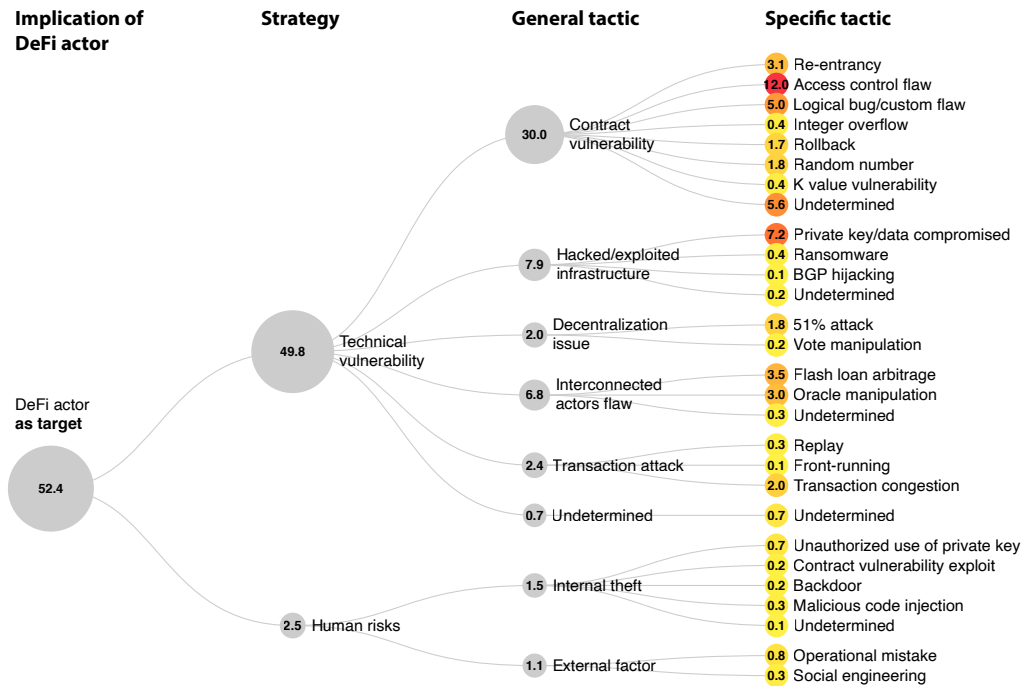 Implication of
DeFi actor
Strategy
General tactic
Specific tactic
3.1 Re-entrancy
12.0 Access control flaw
5.0 Logical bug/custom flaw
0.4 Integer overflow
1.7 Rollback
1.8 Random number
0.4 K value vulnerability
5.6 Undetermined
30.0
Contract
vulnerability
7.2 Private key/data compromised
0.4 Ransomware
0.1 BGP hijacking
0.2 Undetermined
7.9
Hacked/exploited
infrastructure
1.8 51% attack
0.2 Vote manipulation
2.0
Decentralization
issue
49.8
Technical
vulnerability
3.5 Flash loan arbitrage
3.0 Oracle manipulation
0.3 Undetermined
6.8
Interconnected
actors flaw
DeFi actor
as target
52.4
0.3 Replay
0.1 Front-running
2.0 Transaction congestion
2.4 Transaction attack
0.7 Undetermined
0.7 Undetermined
0.7 Unauthorized use of private key
0.2 Contract vulnerability exploit
0.2 Backdoor
0.3 Malicious code injection
0.1 Undetermined
1.5 Internal theft
2.5 Human risks
0.8 Operational mistake
0.3 Social engineering
1.1 External factor